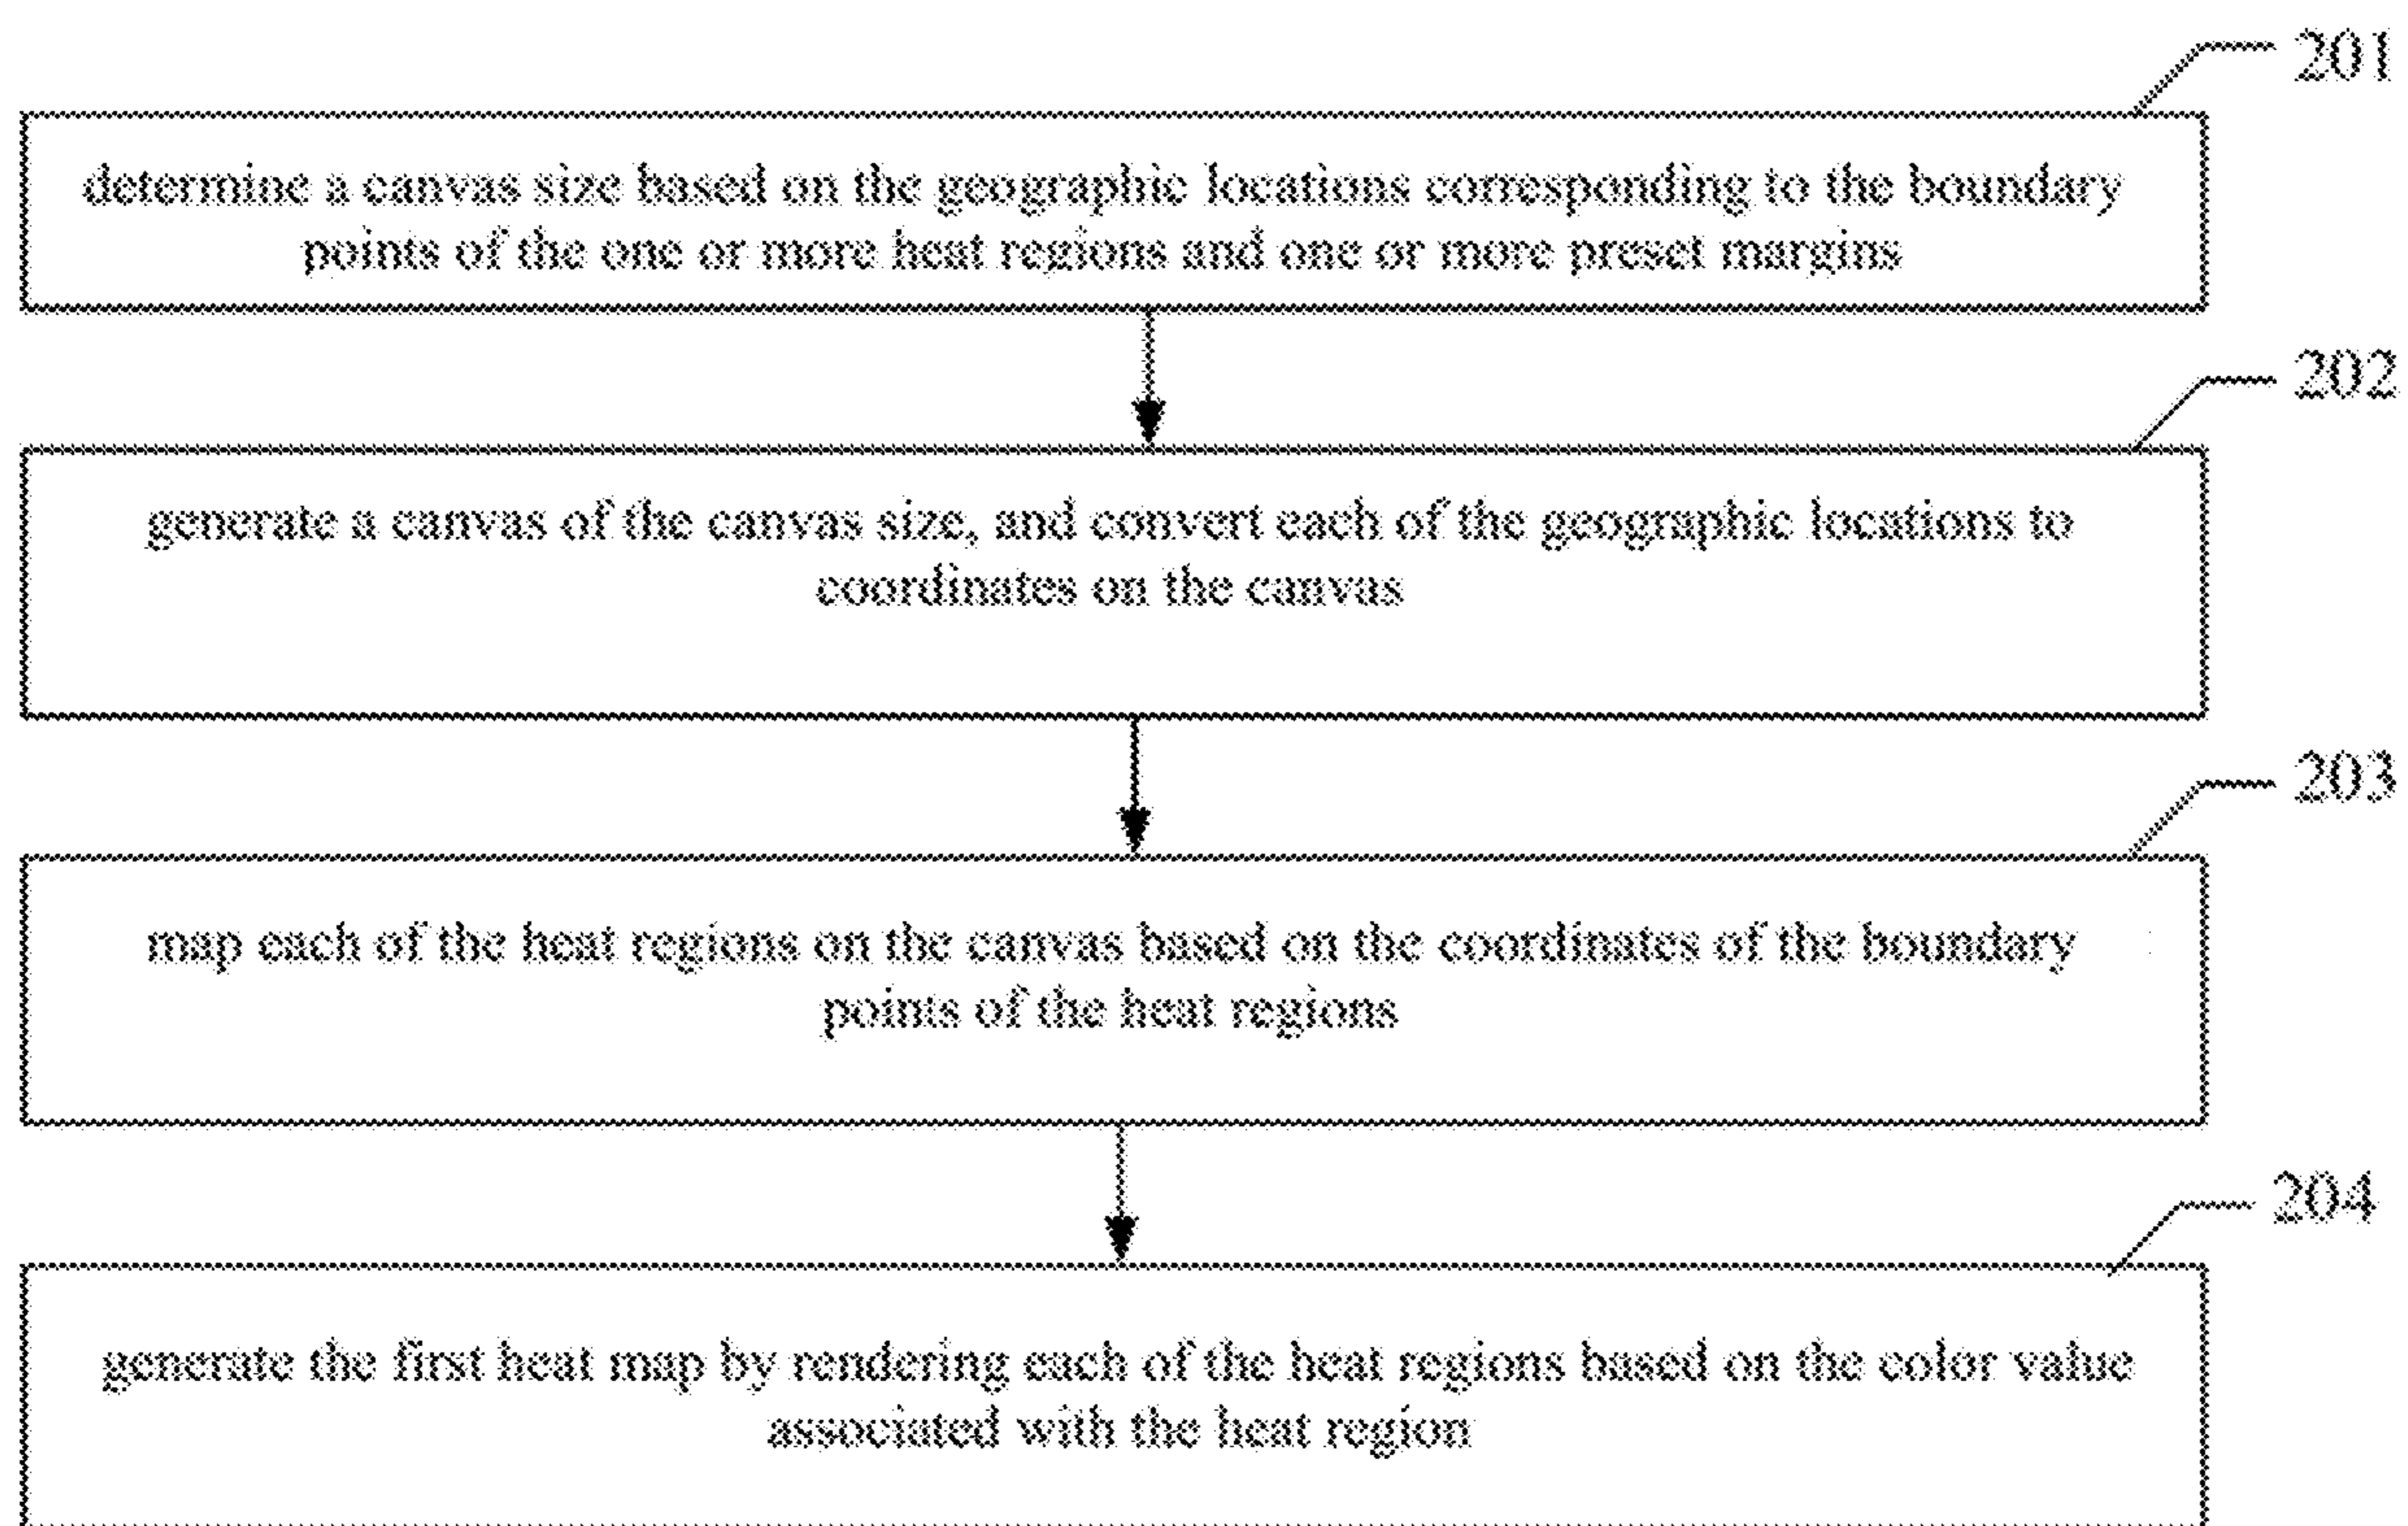 201
determine a canvas size based on the geographic locations corresponding to the boundary
points of the one or more heat regions and one or more preset margins
202
generate a canvas of the canvas size, and convert each of the geographic locations to
coordinates on the canvas
203
map each of the heat regions on the canvas based on the coordinates of the boundary
points of the heat regions
204
generate the first heat map by rendering each of the heat regions based on the color value
associated with the heat region